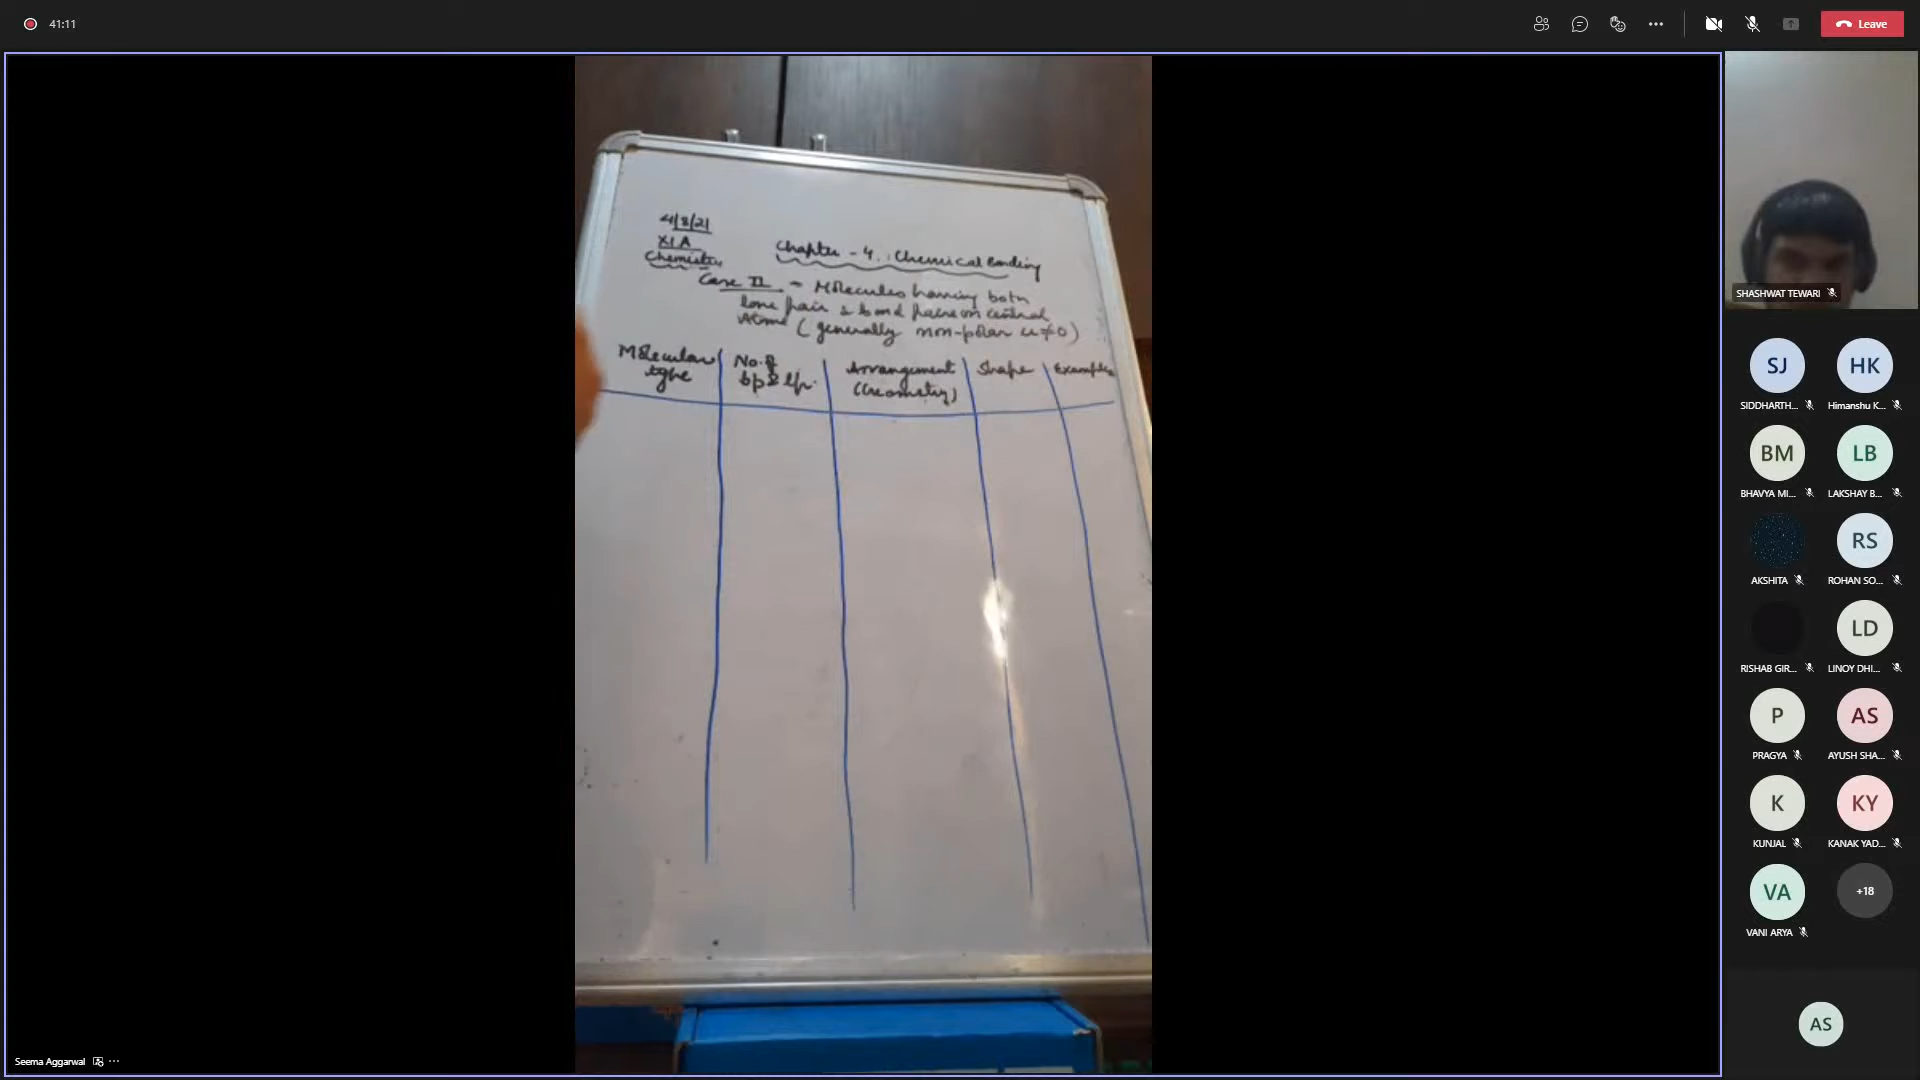 41:11
Leave
4/8/21
XI A
Chemistry
Chapter - 4. : Chemical Bonding
Case II - Molecules having both
lone pair & bond pairs on central
Atoms (generally non-polar u≠0)
Molecular type
No. of bp & lp.
Arrangement (Geometry)
Shape
Examples
SHASHWAT TEWARI
SJ
HK
SIDDHARTH...
Himanshu K...
BM
LB
BHAVYA MI...
LAKSHAY B...
RS
AKSHITA
ROHAN SO...
LD
RISHAB GIR...
LINOY DHI...
P
AS
PRAGYA
AYUSH SHA...
K
KY
KUNJAL
KANAK YAD...
VA
+18
VANI ARYA
AS
Seema Aggarwal